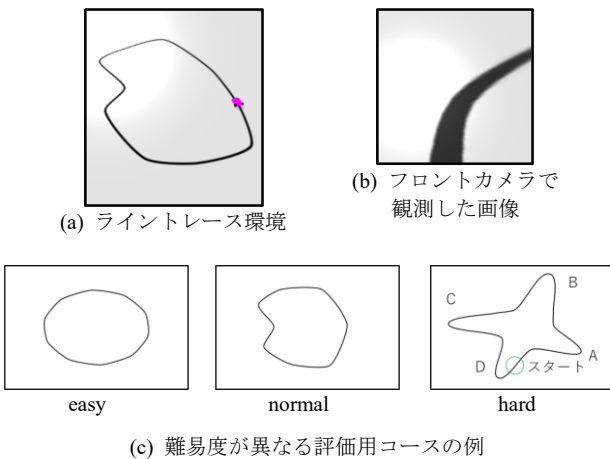 (a) ライントレース環境
(b) フロントカメラで
観測した画像
B
C
A
D
スタート
easy
normal
hard
(c) 難易度が異なる評価用コースの例